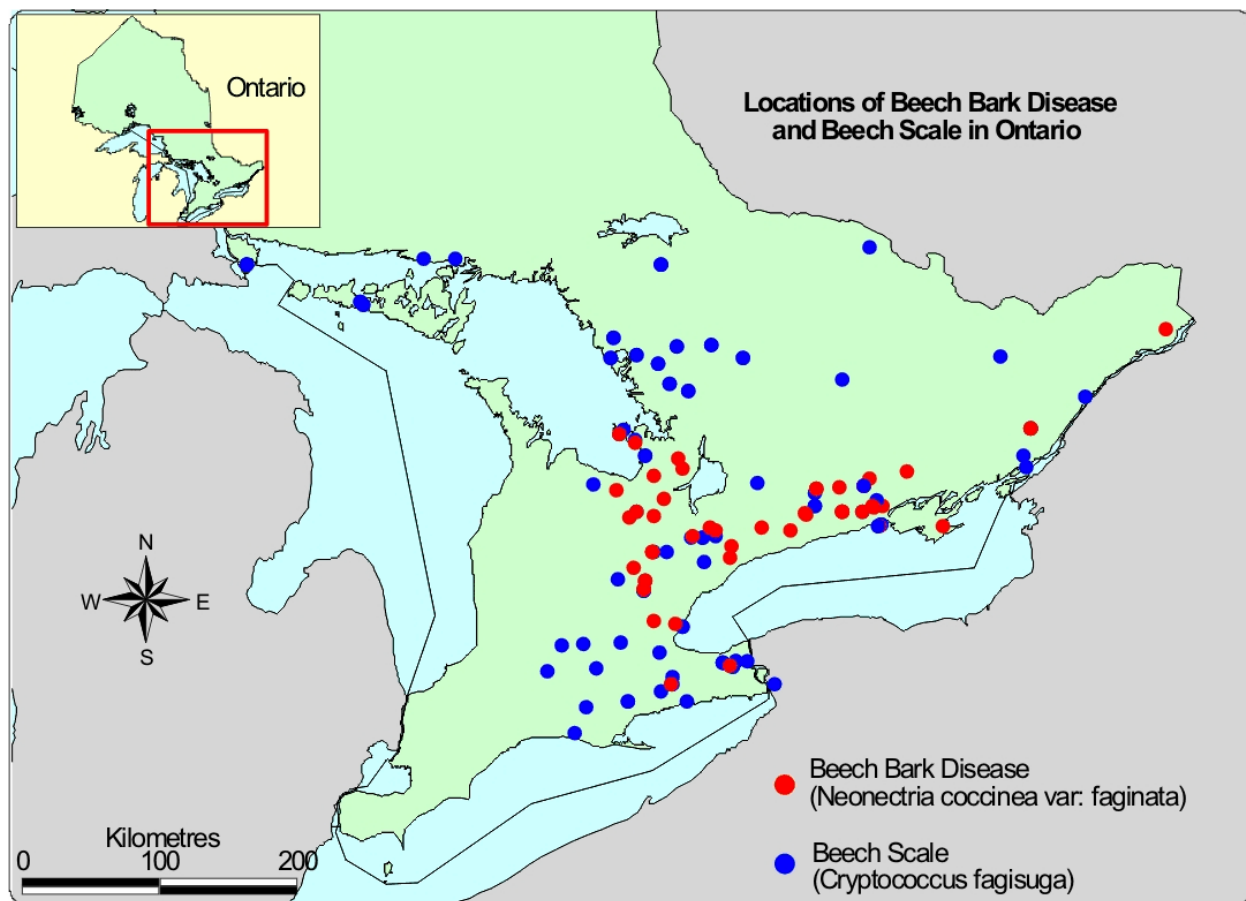 Ontario
Locations of Beech Bark Disease
and Beech Scale in Ontario
N
W
E
S
Beech Bark Disease
(Neonectria coccinea var: faginata)
Kilometres
0
100
200
Beech Scale
(Cryptococcus fagisuga)